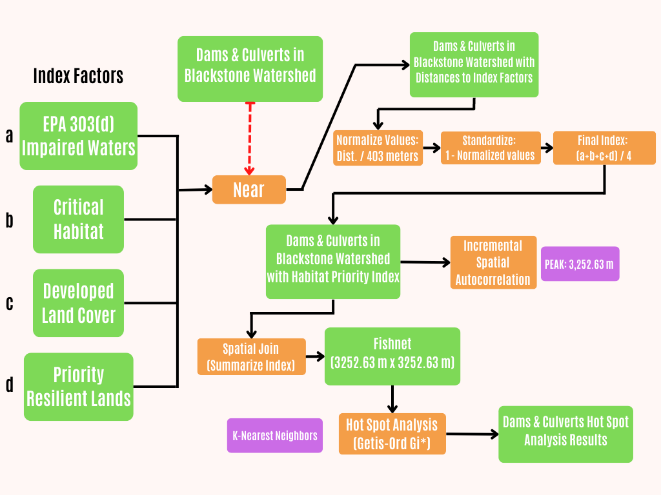 Index Factors
a
EPA 303(d)
Impaired Waters
b
Critical
Habitat
c
Developed
Land Cover
d
Priority
Resilient Lands
Dams & Culverts in
Blackstone Watershed
Near
Dams & Culverts in
Blackstone Watershed with
Distances to Index Factors
Normalize Values:
Dist. / 403 meters
Standardize:
1 - Normalized values
Final Index:
(a+b+c+d) / 4
Dams & Culverts in
Blackstone Watershed
with Habitat Priority Index
Incremental
Spatial
Autocorrelation
PEAK: 3,252.63 m
Spatial Join
(Summarize Index)
Fishnet
(3252.63 m x 3252.63 m)
K-Nearest Neighbors
Hot Spot Analysis
(Getis-Ord Gi*)
Dams & Culverts Hot Spot
Analysis Results